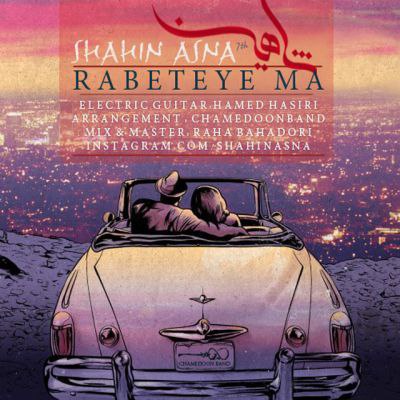 شاهین
SHAHIN ASNA 7th
RABETEYE MA
ELECTRIC GUITAR, HAMED HASIRI
ARRANGEMENT, CHAMEDOONBAND
MIX & MASTER, RAHA BAHADORI
INSTAGRAM.COM/SHAHINASNA
CHAMEDOON BAND